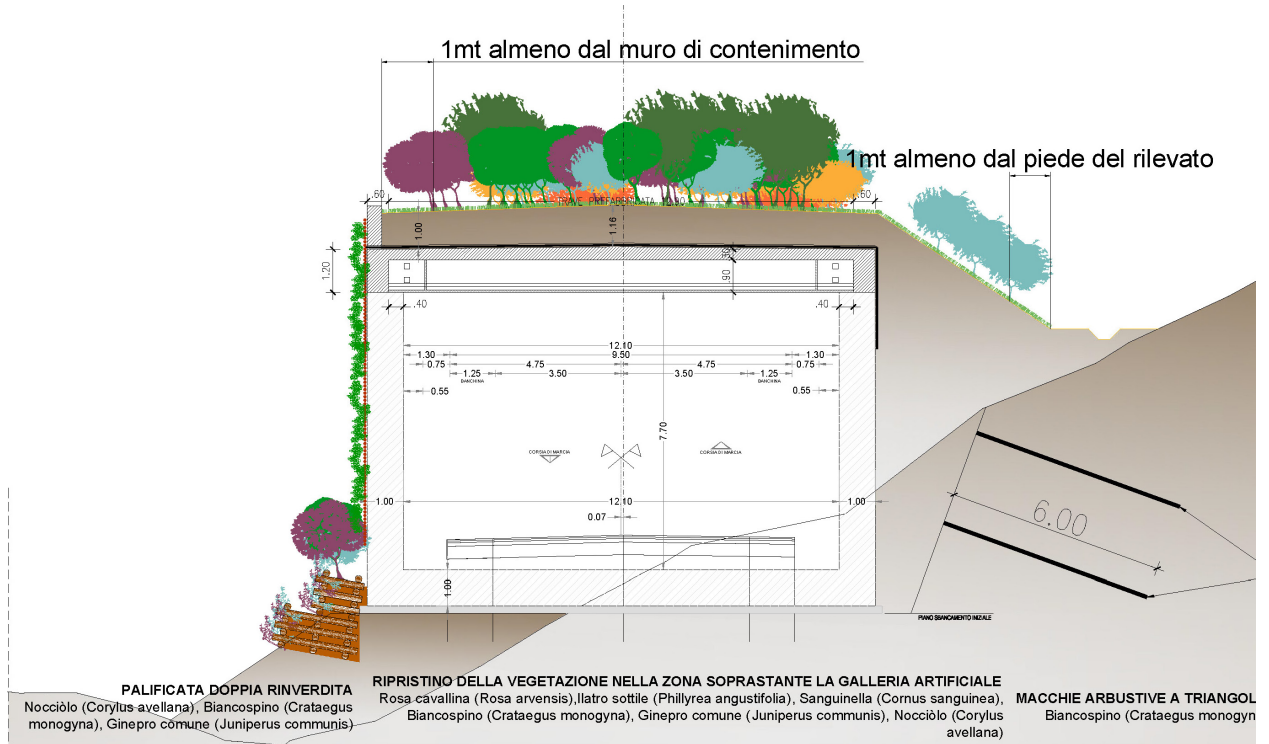 1mt almeno dal muro di contenimento
1mt almeno dal piede del rilevato
.60
TRAVE PREFABBRICATA
.60
1.00
1.16
1.20
.30
.90
.40
.40
12.10
1.30
9.50
1.30
0.75
4.75
4.75
0.75
1.25
3.50
3.50
1.25
BANCHINA
BANCHINA
0.55
0.55
7.70
CORSIA DI MARCIA
CORSIA DI MARCIA
1.00
12.10
1.00
0.07
6.00
1.00
PIANO SBANCAMENTO INIZIALE
PALIFICATA DOPPIA RINVERDITA
Nocciòlo (Corylus avellana), Biancospino (Crataegus
monogyna), Ginepro comune (Juniperus communis)
RIPRISTINO DELLA VEGETAZIONE NELLA ZONA SOPRASTANTE LA GALLERIA ARTIFICIALE
Rosa cavallina (Rosa arvensis),Ilatro sottile (Phillyrea angustifolia), Sanguinella (Cornus sanguinea),
Biancospino (Crataegus monogyna), Ginepro comune (Juniperus communis), Nocciòlo (Corylus
avellana)
MACCHIE ARBUSTIVE A TRIANGOL
Biancospino (Crataegus monogyn